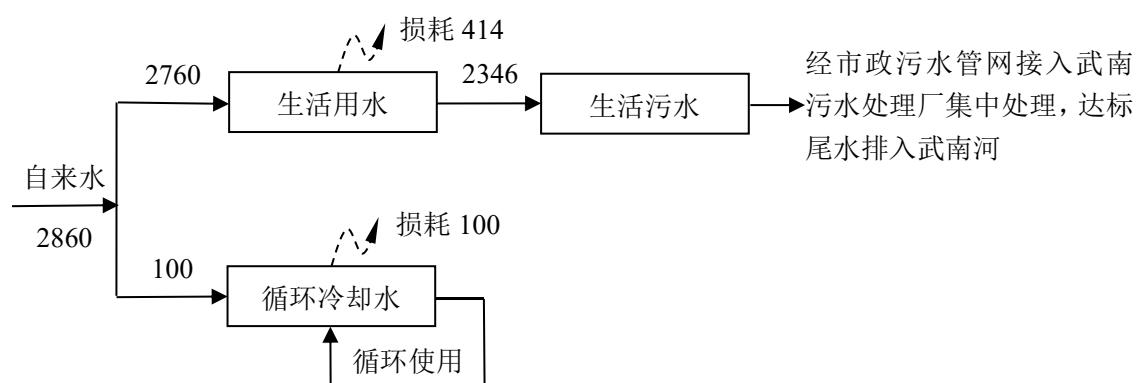 损耗 414
2760
生活用水
2346
生活污水
经市政污水管网接入武南
污水处理厂集中处理，达标
尾水排入武南河
自来水
2860
损耗 100
100
循环冷却水
循环使用